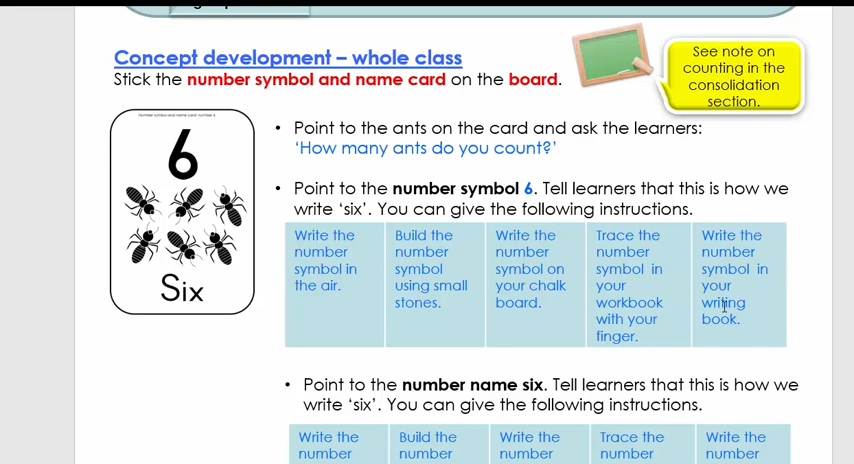 Concept development – whole class
Stick the number symbol and name card on the board.
See note on
counting in the
consolidation
section.
Number symbol and name card: number 6
6
Six
• Point to the ants on the card and ask the learners:
‘How many ants do you count?’
• Point to the number symbol 6. Tell learners that this is how we
write ‘six’. You can give the following instructions.
Write the
number
symbol in
the air.
Build the
number
symbol
using small
stones.
Write the
number
symbol on
your chalk
board.
Trace the
number
symbol in
your
workbook
with your
finger.
Write the
number
symbol in
your
writing
book.
• Point to the number name six. Tell learners that this is how we
write ‘six’. You can give the following instructions.
Write the
number
Build the
number
Write the
number
Trace the
number
Write the
number